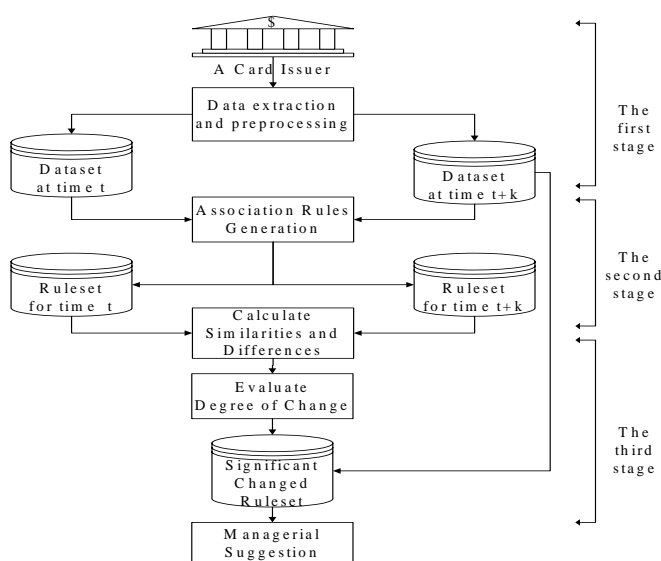 $
A Card Issuer
Data extraction
and preprocessing
The
first
stage
Dataset
at time t
Dataset
at time t+k
Association Rules
Generation
The
second
stage
Ruleset
for time t
Ruleset
for time t+k
Calculate
Similarities and
Differences
Evaluate
Degree of Change
The
third
stage
Significant
Changed
Ruleset
Managerial
Suggestion